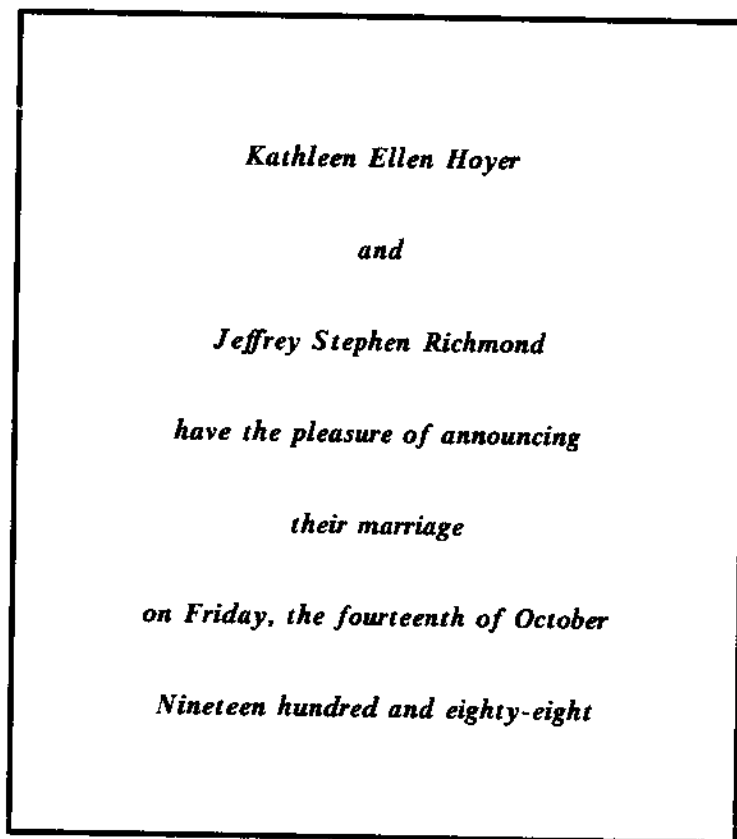 Kathleen Ellen Hoyer
and
Jeffrey Stephen Richmond
have the pleasure of announcing
their marriage
on Friday, the fourteenth of October
Nineteen hundred and eighty-eight